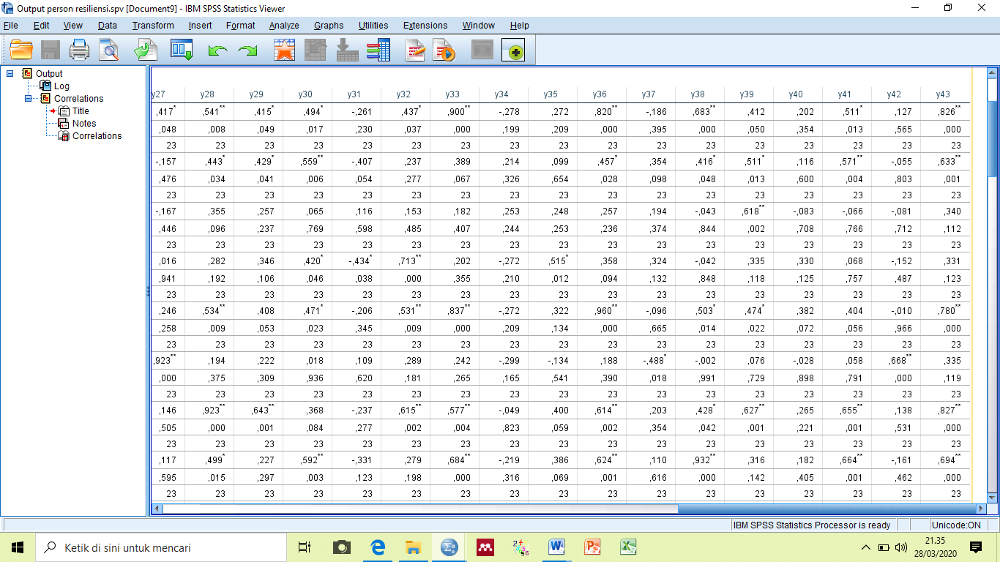 Output person resiliensi.spv [Document9] - IBM SPSS Statistics Viewer
File Edit View Data Transform Insert Format Analyze Graphs Utilities Extensions Window Help
Output
Log
Correlations
Title
Notes
Correlations
y27 y28 y29 y30 y31 y32 y33 y34 y35 y36 y37 y38 y39 y40 y41 y42 y43
,417* ,541** ,415* ,494* -,261 ,437* ,900** -,278 ,272 ,820** -,186 ,683** ,412 ,202 ,511* ,127 ,826**
,048 ,008 ,049 ,017 ,230 ,037 ,000 ,199 ,209 ,000 ,395 ,000 ,050 ,354 ,013 ,565 ,000
23 23 23 23 23 23 23 23 23 23 23 23 23 23 23 23 23
-,157 ,443* ,429* ,559** -,407 ,237 ,389 ,214 ,099 ,457* ,354 ,416* ,511* ,116 ,571** -,055 ,633**
,476 ,034 ,041 ,006 ,054 ,277 ,067 ,326 ,654 ,028 ,098 ,048 ,013 ,600 ,004 ,803 ,001
23 23 23 23 23 23 23 23 23 23 23 23 23 23 23 23 23
-,167 ,355 ,257 ,065 ,116 ,153 ,182 ,253 ,248 ,257 ,194 -,043 ,618** -,083 -,066 -,081 ,340
,446 ,096 ,237 ,769 ,598 ,485 ,407 ,244 ,253 ,236 ,374 ,844 ,002 ,708 ,766 ,712 ,112
23 23 23 23 23 23 23 23 23 23 23 23 23 23 23 23 23
,016 ,282 ,346 ,420* -,434* ,713** ,202 -,272 ,515* ,358 ,324 -,042 ,335 ,330 ,068 -,152 ,331
,941 ,192 ,106 ,046 ,038 ,000 ,355 ,210 ,012 ,094 ,132 ,848 ,118 ,125 ,757 ,487 ,123
23 23 23 23 23 23 23 23 23 23 23 23 23 23 23 23 23
,246 ,534** ,408 ,471* -,206 ,531** ,837** -,272 ,322 ,960** -,096 ,503* ,474* ,382 ,404 -,010 ,780**
,258 ,009 ,053 ,023 ,345 ,009 ,000 ,209 ,134 ,000 ,665 ,014 ,022 ,072 ,056 ,966 ,000
23 23 23 23 23 23 23 23 23 23 23 23 23 23 23 23 23
,923** ,194 ,222 ,018 ,109 ,289 ,242 -,299 -,134 ,188 -,488* -,002 ,076 -,028 ,058 ,668** ,335
,000 ,375 ,309 ,936 ,620 ,181 ,265 ,165 ,541 ,390 ,018 ,991 ,729 ,898 ,791 ,000 ,119
23 23 23 23 23 23 23 23 23 23 23 23 23 23 23 23 23
,146 ,923** ,643** ,368 -,237 ,615** ,577** -,049 ,400 ,614** ,203 ,428* ,627** ,265 ,655** ,138 ,827**
,505 ,000 ,001 ,084 ,277 ,002 ,004 ,823 ,059 ,002 ,354 ,042 ,001 ,221 ,001 ,531 ,000
23 23 23 23 23 23 23 23 23 23 23 23 23 23 23 23 23
,117 ,499* ,227 ,592** -,331 ,279 ,684** -,219 ,386 ,624** ,110 ,932** ,316 ,182 ,664** -,161 ,694**
,595 ,015 ,297 ,003 ,123 ,198 ,000 ,316 ,069 ,001 ,616 ,000 ,142 ,405 ,001 ,462 ,000
23 23 23 23 23 23 23 23 23 23 23 23 23 23 23 23 23
IBM SPSS Statistics Processor is ready Unicode:ON
Ketik di sini untuk mencari
21.35
28/03/2020